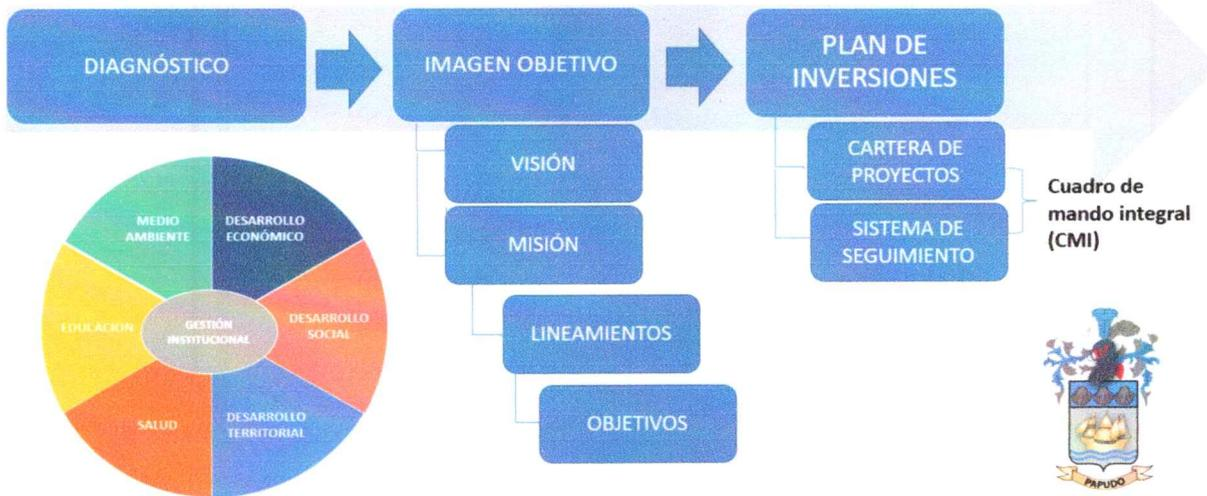 DIAGNÓSTICO
IMAGEN OBJETIVO
PLAN DE
INVERSIONES
VISIÓN
MISIÓN
LINEAMIENTOS
OBJETIVOS
CARTERA DE
PROYECTOS
SISTEMA DE
SEGUIMIENTO
Cuadro de
mando integral
(CMI)
MEDIO
AMBIENTE
DESARROLLO
ECONÓMICO
EDUCACION
GESTIÓN
INSTITUCIONAL
DESARROLLO
SOCIAL
SALUD
DESARROLLO
TERRITORIAL
PAPUDO